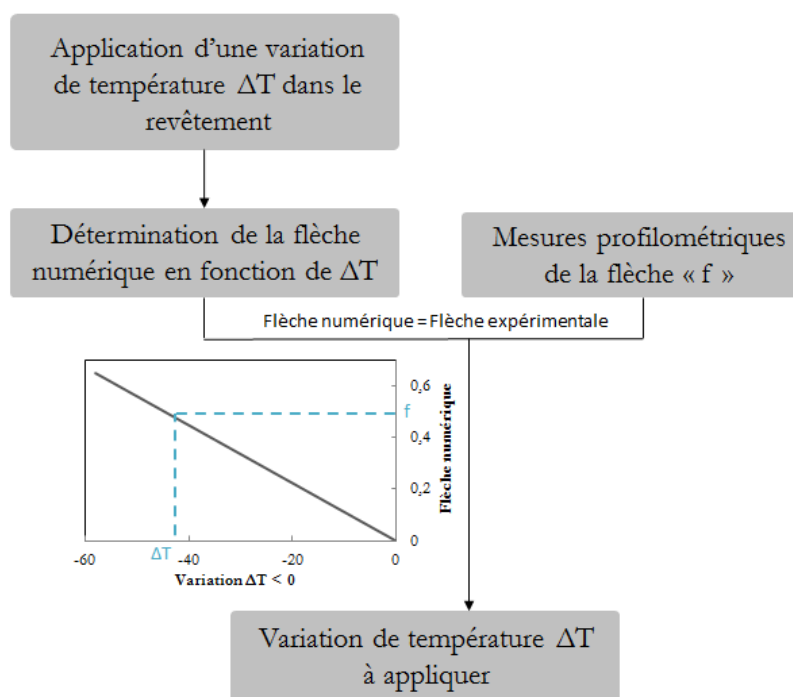 Application d'une variation
de température ΔT dans le
revêtement
Détermination de la flèche
numérique en fonction de ΔT
Mesures profilométriques
de la flèche « f »
Flèche numérique = Flèche expérimentale
0,6
f
0,4
0,2
0
Flèche numérique
-60
ΔT
-40
-20
0
Variation ΔT < 0
Variation de température ΔT
à appliquer